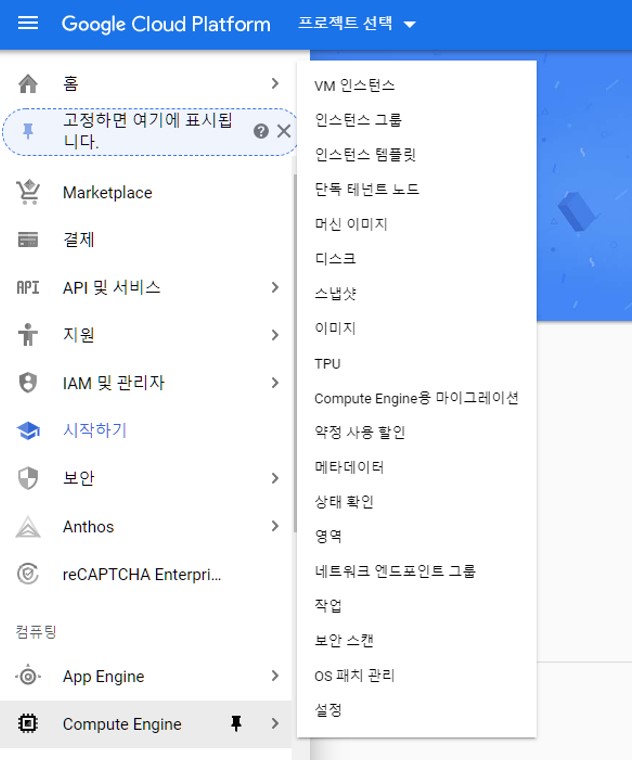 Google Cloud Platform 프로젝트 선택
홈
고정하면 여기에 표시됩
니다.
Marketplace
결제
API API 및 서비스
지원
IAM 및 관리자
시작하기
보안
Anthos
reCAPTCHA Enterpri...
컴퓨팅
App Engine
Compute Engine
VM 인스턴스
인스턴스 그룹
인스턴스 템플릿
단독 테넌트 노드
머신 이미지
디스크
스냅샷
이미지
TPU
Compute Engine용 마이그레이션
약정 사용 할인
메타데이터
상태 확인
영역
네트워크 엔드포인트 그룹
작업
보안 스캔
OS 패치 관리
설정